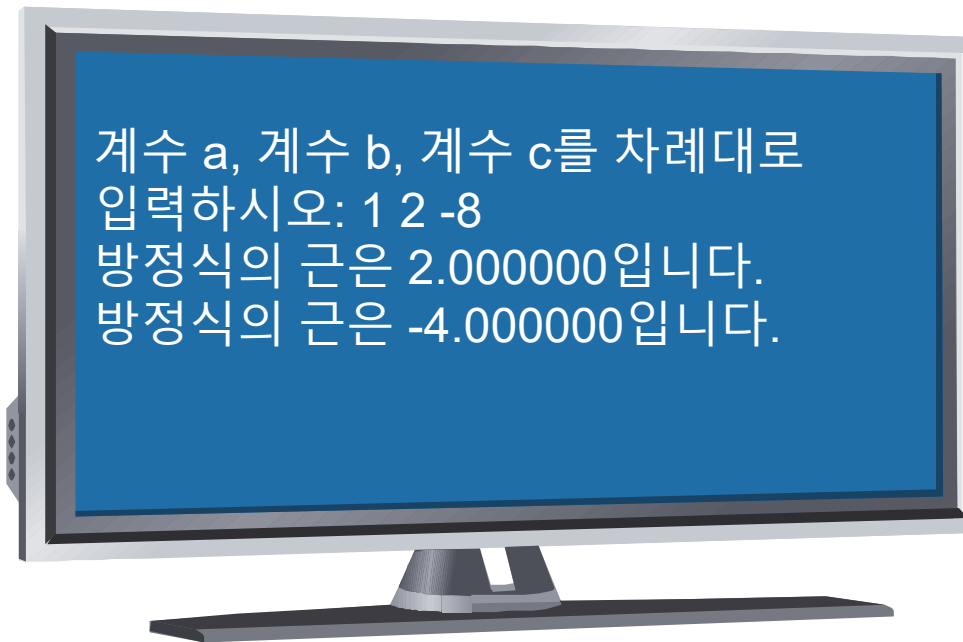 계수 a, 계수 b, 계수 c를 차례대로
입력하시오: 1 2 -8
방정식의 근은 2.000000입니다.
방정식의 근은 -4.000000입니다.